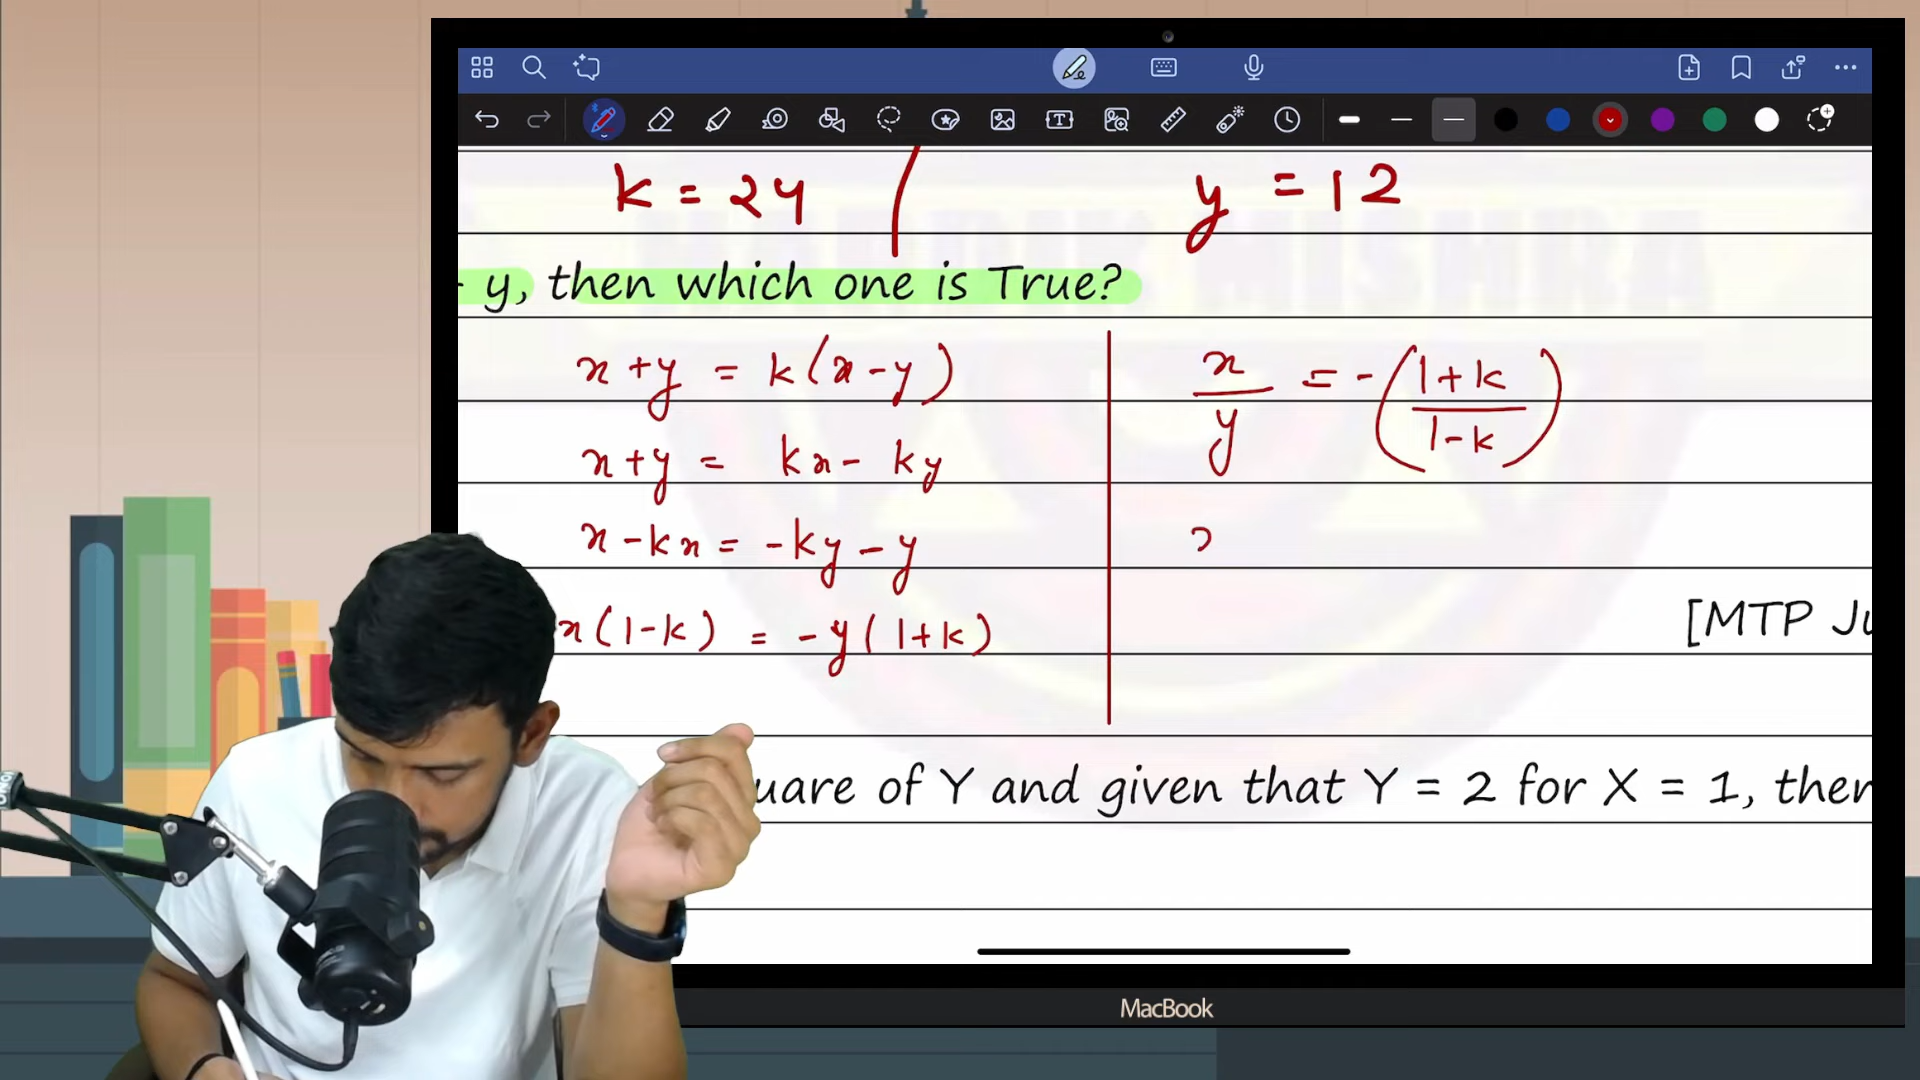 k = 24
y = 12
y, then which one is True?
x + y = k(x - y)
x + y = kx - ky
x - kx = -ky - y
x(1-k) = -y(1+k)
x/y = -(1+k/1-k)
[MTP Ju
uare of Y and given that Y = 2 for X = 1, then
MacBook